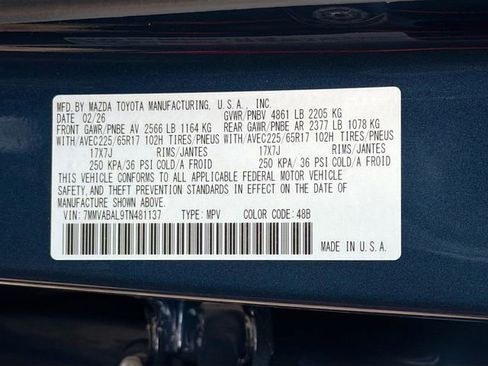 MFD. BY MAZDA TOYOTA MANUFACTURING, U.S.A., INC.
DATE 02/26 GVWR/PNBV 4861 LB 2205 KG
FRONT GAWR/PNBE AV 2566 LB 1164 KG REAR GAWR/PNBE AR 2377 LB 1078 KG
WITH/AVEC225/65R17 102H TIRES/PNEUS WITH/AVEC225/65R17 102H TIRES/PNEUS
17X7J RIMS/JANTES 17X7J RIMS/JANTES
250 KPA/36 PSI COLD/A FROID 250 KPA/36 PSI COLD/A FROID
THIS VEHICLE CONFORMS TO ALL APPLICABLE FEDERAL MOTOR VEHICLE
SAFETY, AND THEFT PREVENTION STANDARDS IN EFFECT ON THE DATE OF
MANUFACTURE SHOWN ABOVE.
VIN: 7MMVABAL9TN481137 TYPE: MPV COLOR CODE: 48B
MADE IN U.S.A.